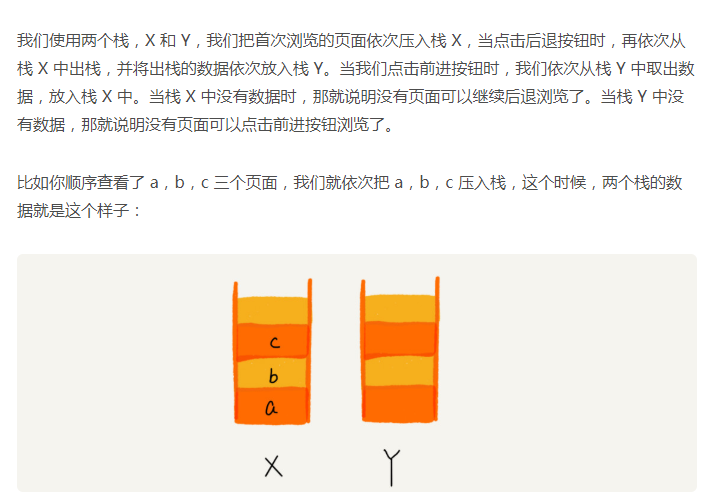 我们使用两个栈，X 和 Y，我们把首次浏览的页面依次压入栈 X，当点击后退按钮时，再依次从
栈 X 中出栈，并将出栈的数据依次放入栈 Y。当我们点击前进按钮时，我们依次从栈 Y 中取出数
据，放入栈 X 中。当栈 X 中没有数据时，那就说明没有页面可以继续后退浏览了。当栈 Y 中没
有数据，那就说明没有页面可以点击前进按钮浏览了。
比如你顺序查看了 a，b，c 三个页面，我们就依次把 a，b，c 压入栈，这个时候，两个栈的数
据就是这个样子：
c
b
a
X Y